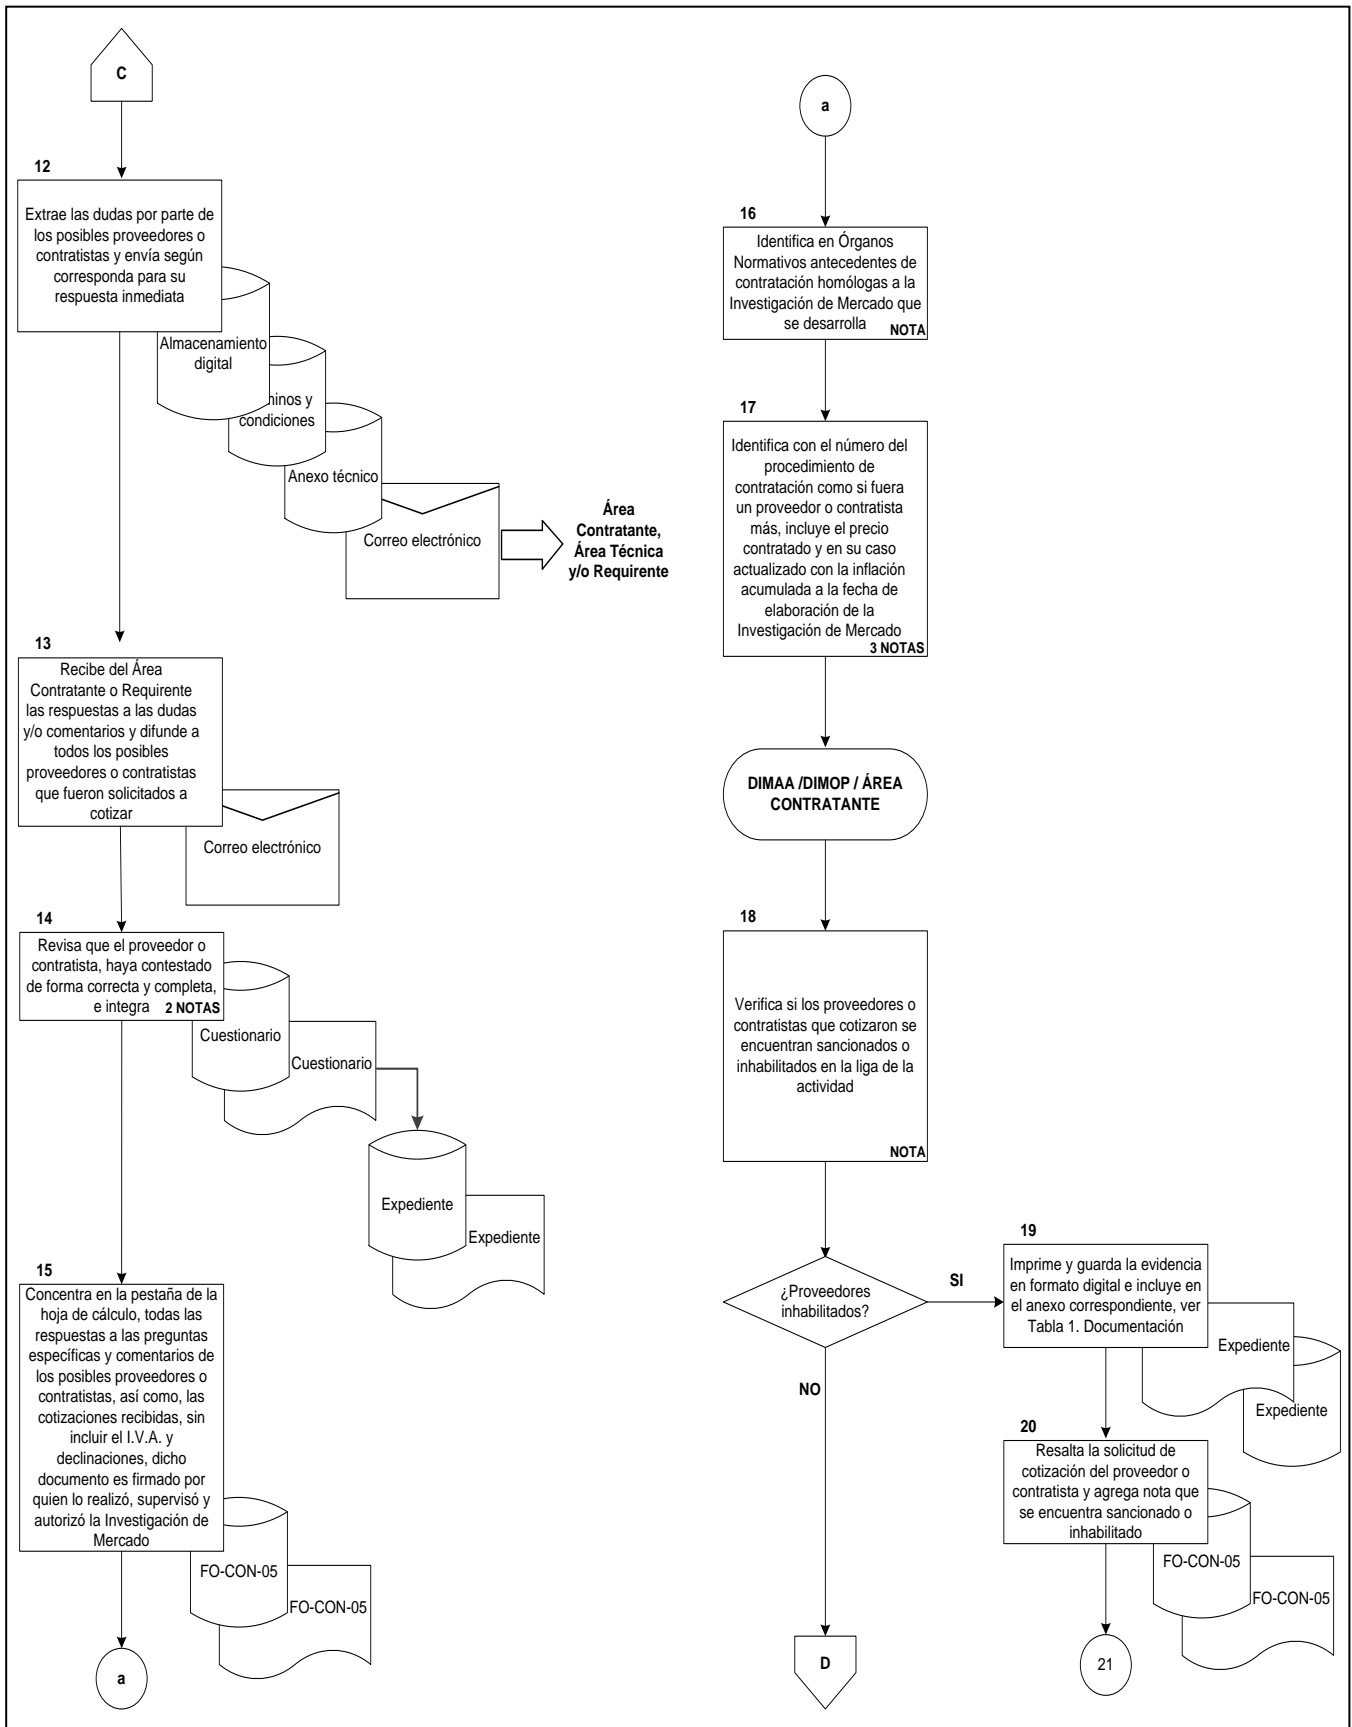 C
12
Extrae las dudas por parte de
los posibles proveedores o
contratistas y envía según
corresponda para su
respuesta inmediata
Almacenamiento
digital
minos y
condiciones
Anexo técnico
Correo electrónico
Área
Contratante,
Área Técnica
y/o Requirente
13
Recibe del Área
Contratante o Requirente
las respuestas a las dudas
y/o comentarios y difunde a
todos los posibles
proveedores o contratistas
que fueron solicitados a
cotizar
Correo electrónico
14
Revisa que el proveedor o
contratista, haya contestado
de forma correcta y completa,
e integra 2 NOTAS
Cuestionario
Cuestionario
Expediente
Expediente
15
Concentra en la pestaña de la
hoja de cálculo, todas las
respuestas a las preguntas
específicas y comentarios de
los posibles proveedores o
contratistas, así como, las
cotizaciones recibidas, sin
incluir el I.V.A. y
declinaciones, dicho
documento es firmado por
quien lo realizó, supervisó y
autorizó la Investigación de
Mercado
FO-CON-05
FO-CON-05
a
a
16
Identifica en Órganos
Normativos antecedentes de
contratación homólogas a la
Investigación de Mercado que
se desarrolla NOTA
17
Identifica con el número del
procedimiento de
contratación como si fuera
un proveedor o contratista
más, incluye el precio
contratado y en su caso
actualizado con la inflación
acumulada a la fecha de
elaboración de la
Investigación de Mercado
3 NOTAS
DIMAA /DIMOP / ÁREA
CONTRATANTE
18
Verifica si los proveedores o
contratistas que cotizaron se
encuentran sancionados o
inhabilitados en la liga de la
actividad
NOTA
¿Proveedores
inhabilitados?
SI
NO
D
19
Imprime y guarda la evidencia
en formato digital e incluye en
el anexo correspondiente, ver
Tabla 1. Documentación
Expediente
Expediente
20
Resalta la solicitud de
cotización del proveedor o
contratista y agrega nota que
se encuentra sancionado o
inhabilitado
FO-CON-05
FO-CON-05
21